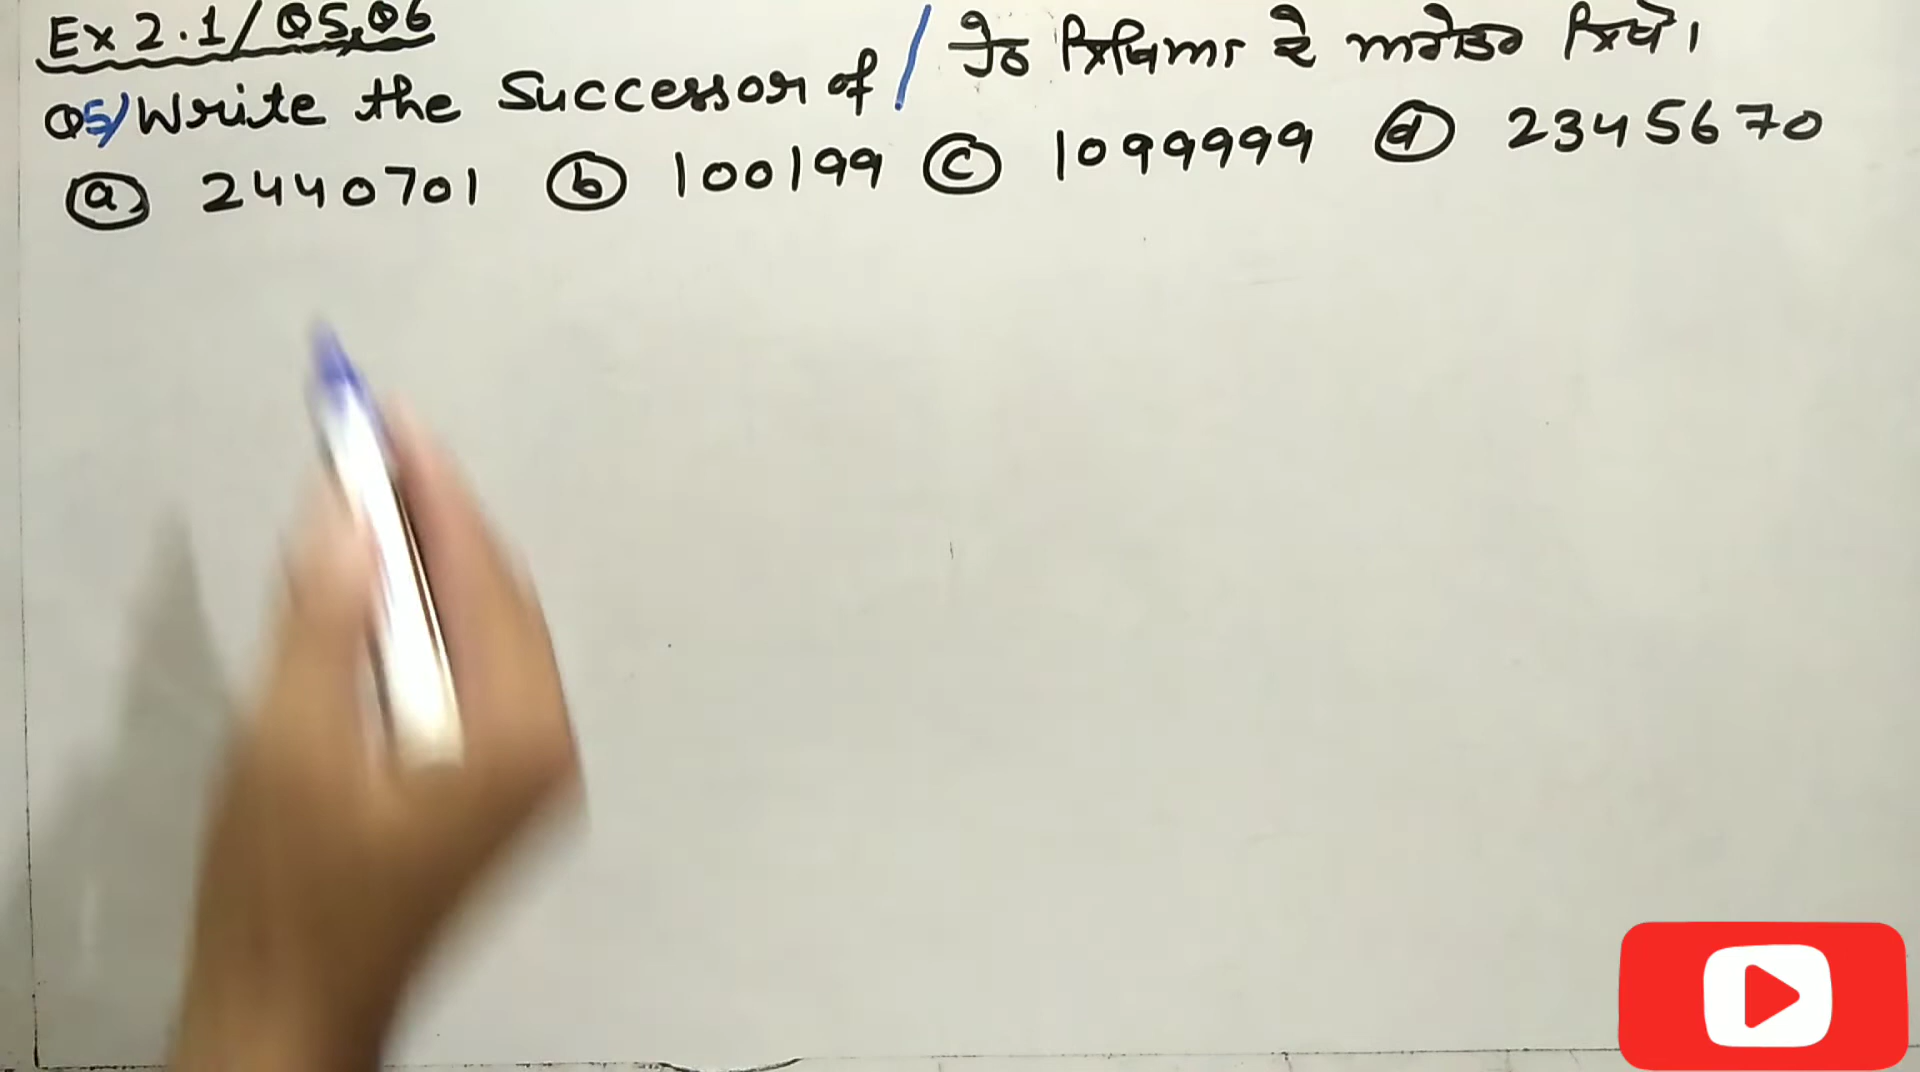 Ex 2.1/ Q5,Q6
Q5/ Write the Successor of / ਹੇਠ ਲਿਖਿਆਂ ਦੇ ਅਗੇਤਰ ਲਿਖੋ।
(a) 2440701 (b) 100199 (c) 1099999 (d) 2345670